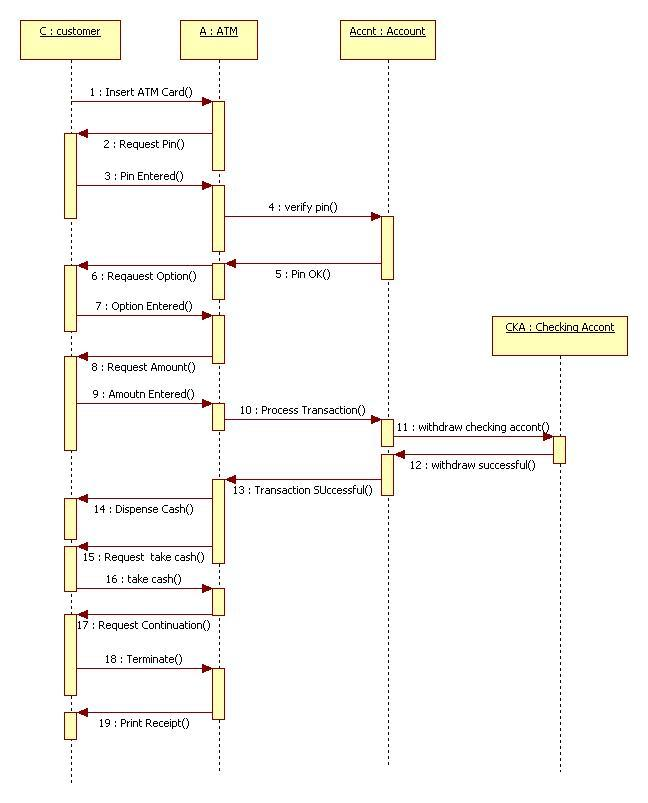 C : customer
A : ATM
Accnt : Account
1 : Insert ATM Card()
2 : Request Pin()
3 : Pin Entered()
4 : verify pin()
5 : Pin OK()
6 : Reqauest Option()
7 : Option Entered()
CKA : Checking Accont
8 : Request Amount()
9 : Amoutn Entered()
10 : Process Transaction()
11 : withdraw checking accont()
12 : withdraw successful()
13 : Transaction SUccessful()
14 : Dispense Cash()
15 : Request  take cash()
16 : take cash()
17 : Request Continuation()
18 : Terminate()
19 : Print Receipt()